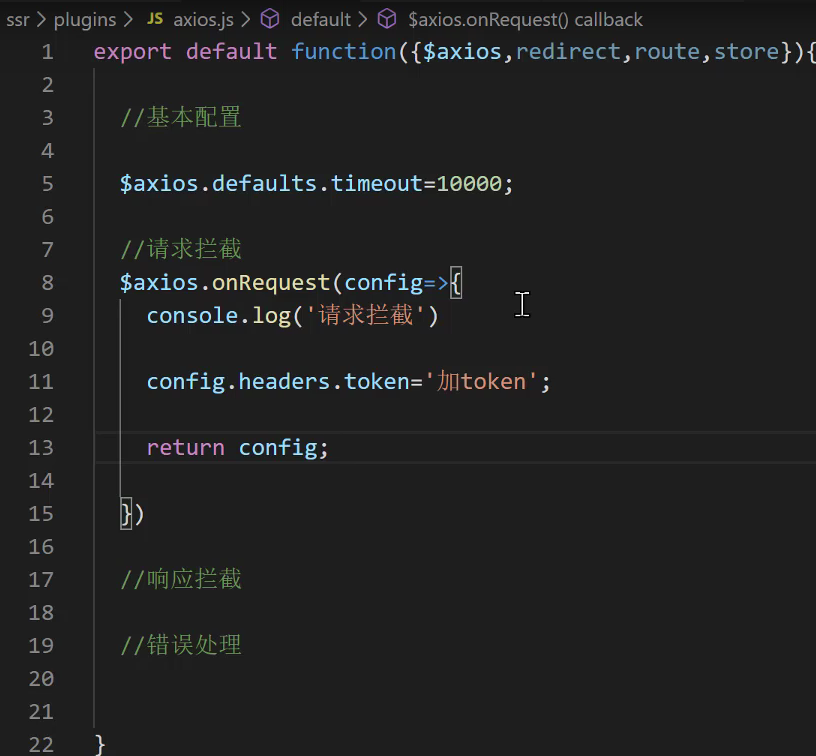 ssr > plugins > JS axios.js > default > $axios.onRequest() callback
1 export default function({$axios,redirect,route,store}){
2
3 //基本配置
4
5 $axios.defaults.timeout=10000;
6
7 //请求拦截
8 $axios.onRequest(config=>{
9 console.log('请求拦截')
10
11 config.headers.token='加token';
12
13 return config;
14
15 })
16
17 //响应拦截
18
19 //错误处理
20
21
22 }